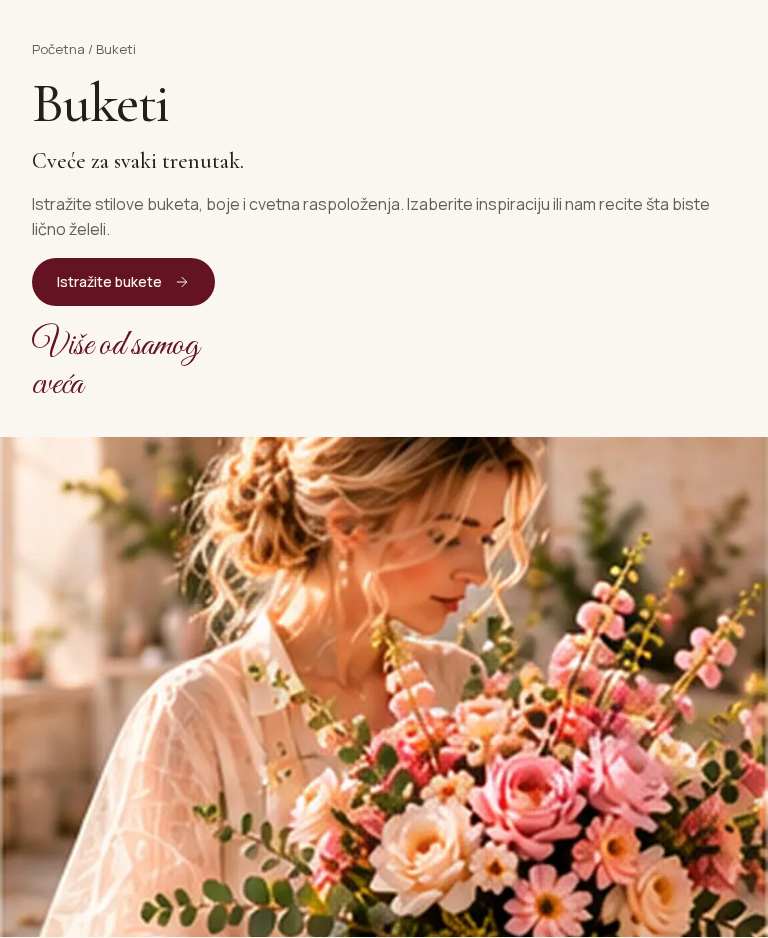 Početna / Buketi
Buketi
Cveće za svaki trenutak.
Istražite stilove buketa, boje i cvetna raspoloženja. Izaberite inspiraciju ili nam recite šta biste
lično želeli.
Istražite bukete
Više od samog
cveća